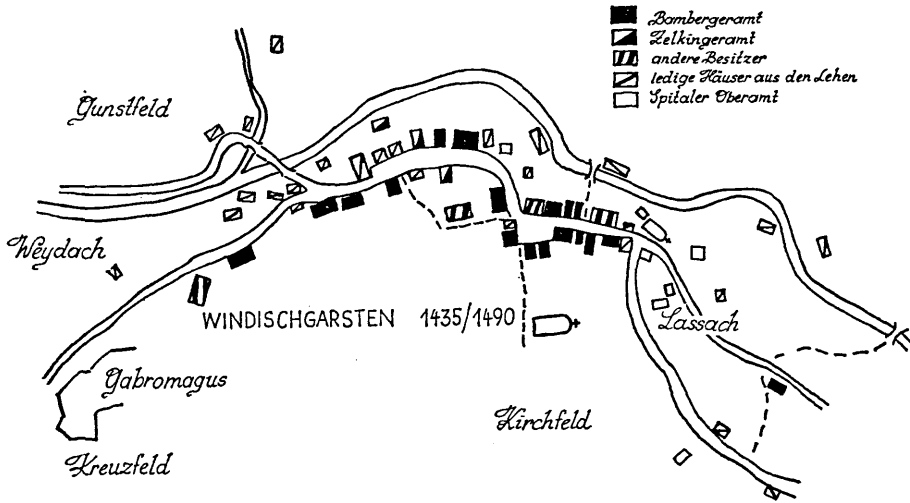 Bambergeramt
Zelkingeramt
andere Besitzer
ledige Häuser aus den Lehen
Spitaler Oberamt
Gunstfeld
Weydach
WINDISCHGARSTEN 1435/1490
Lassach
Gabromagus
Kirchfeld
Kreuzfeld